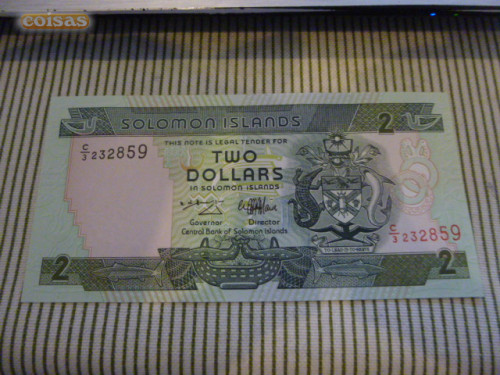 coisas
SOLOMON ISLANDS
2
C/3 232859
THIS NOTE IS LEGAL TENDER FOR
TWO
DOLLARS
IN SOLOMON ISLANDS
Governor Director
Central Bank of Solomon Islands
C/3 232859
2
2